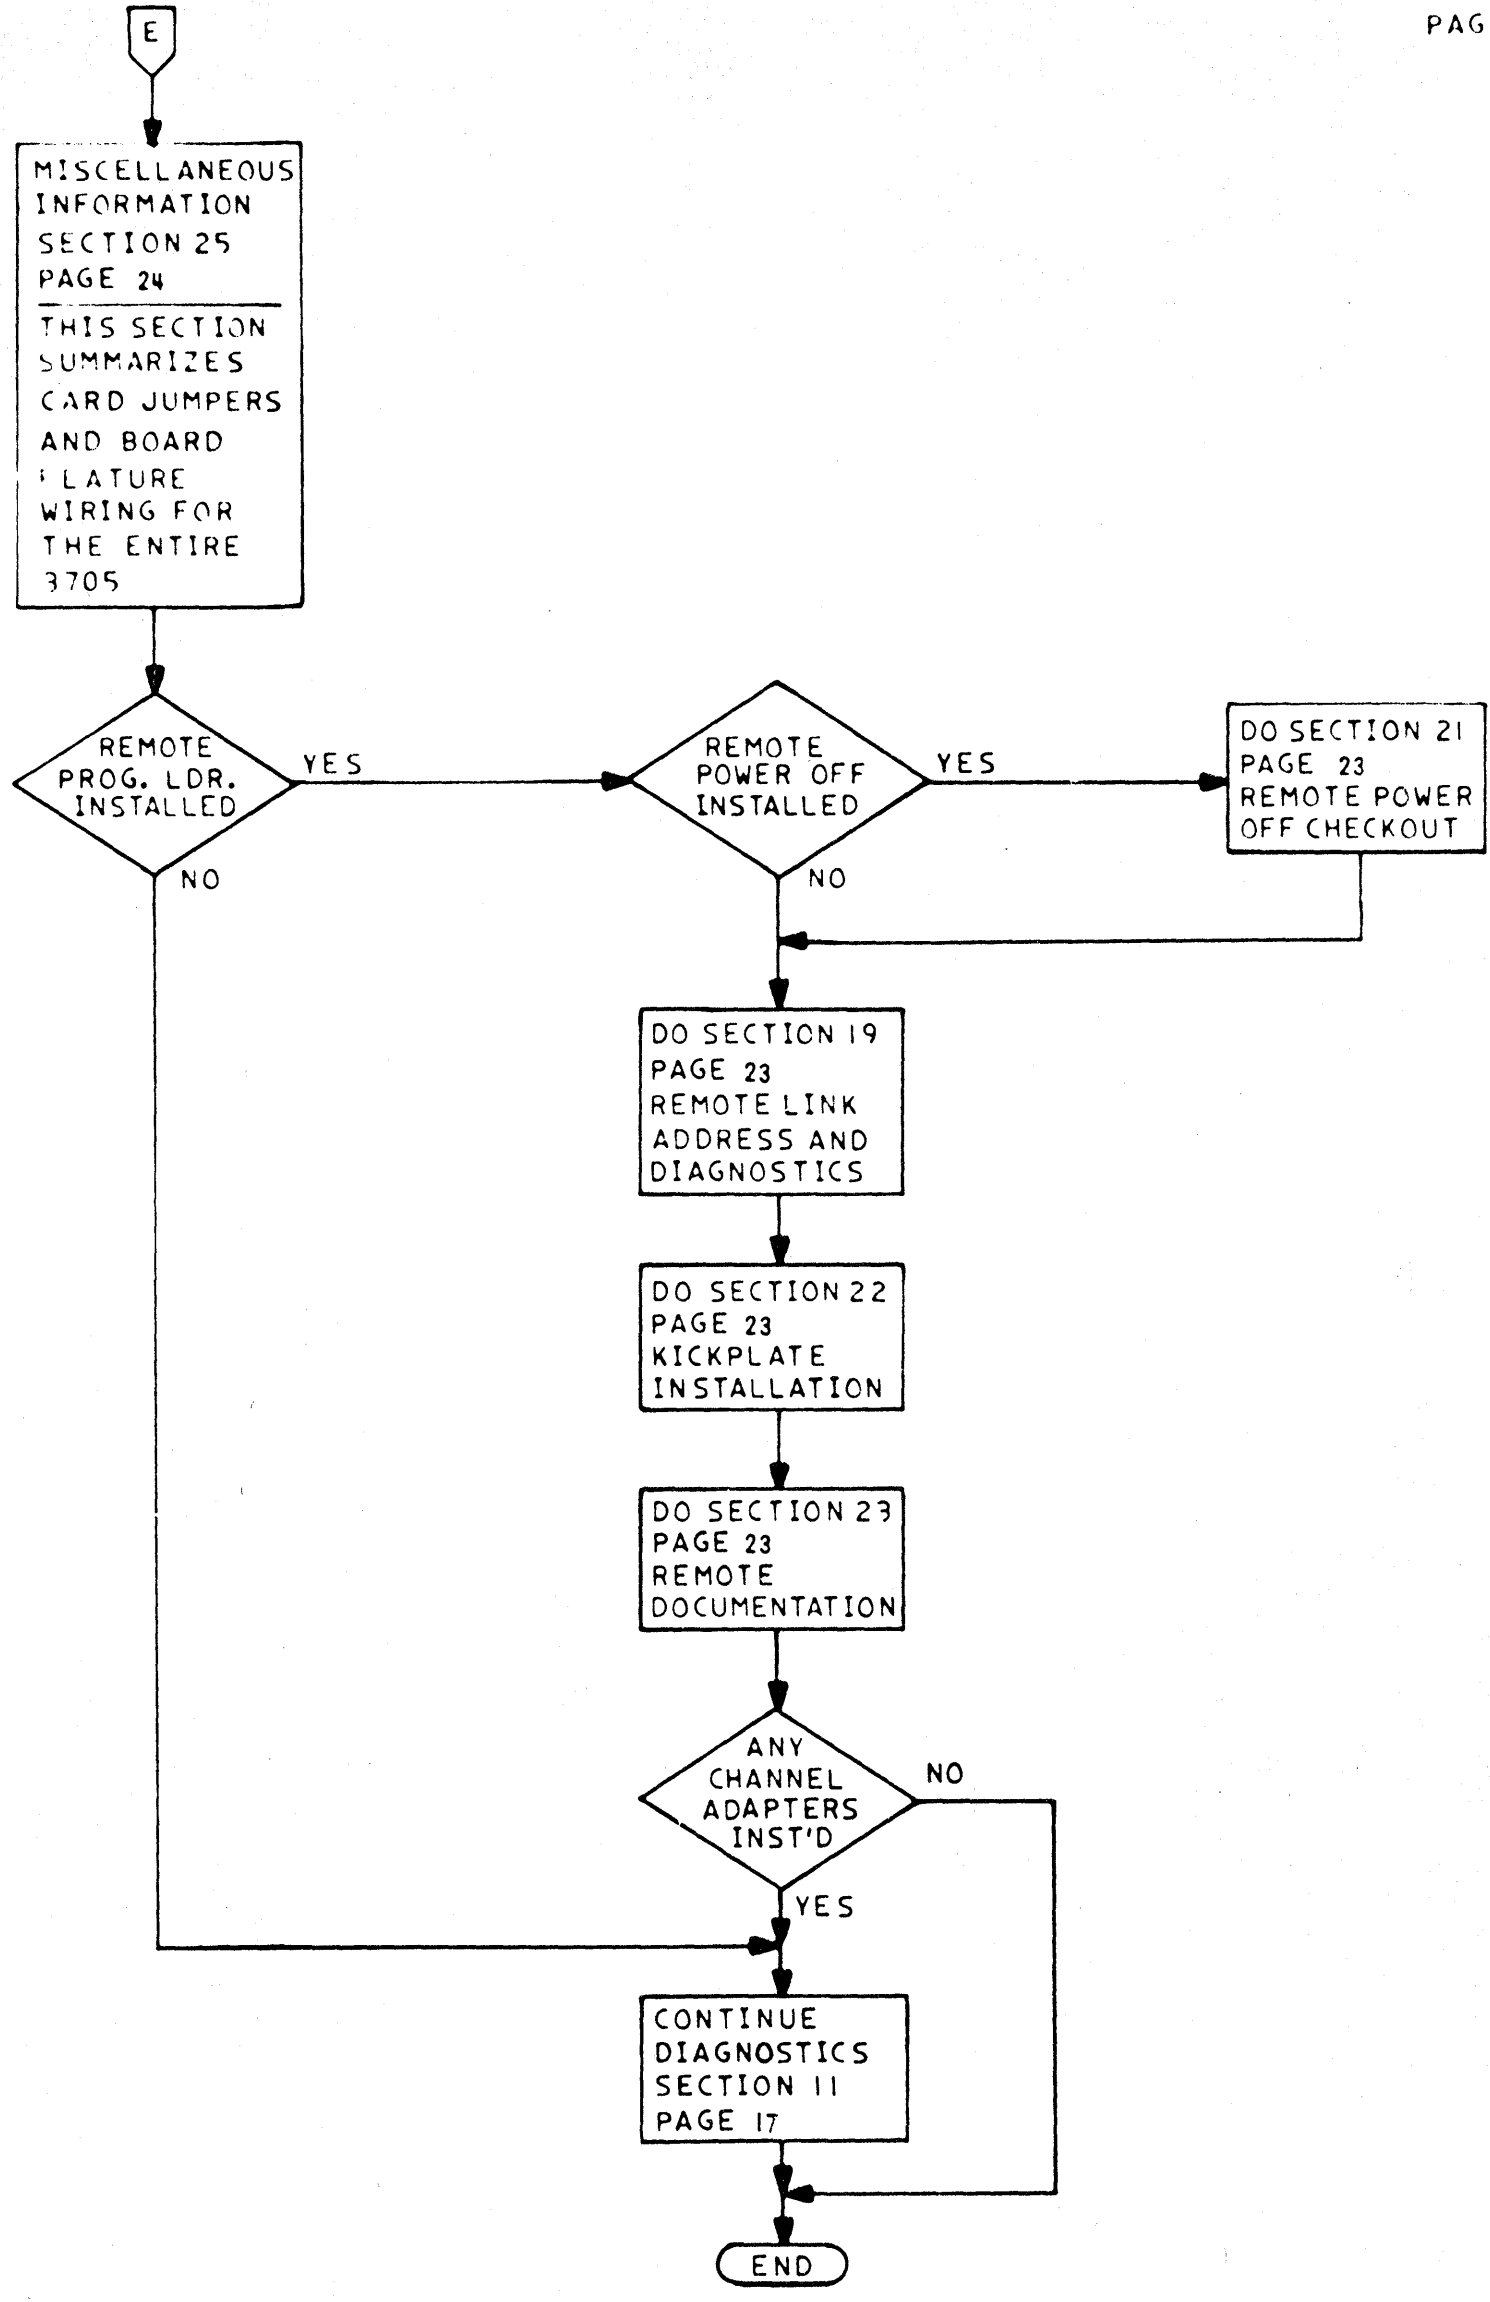 E
PAG
MISCELLANEOUS
INFORMATION
SECTION 25
PAGE 24
THIS SECTION
SUMMARIZES
CARD JUMPERS
AND BOARD
WIRING FOR
THE ENTIRE
3705
REMOTE
PROG. LDR.
INSTALLED
YES
NO
REMOTE
POWER OFF
INSTALLED
YES
NO
DO SECTION 21
PAGE 23
REMOTE POWER
OFF CHECKOUT
DO SECTION 19
PAGE 23
REMOTE LINK
ADDRESS AND
DIAGNOSTICS
DO SECTION 22
PAGE 23
KICKPLATE
INSTALLATION
DO SECTION 23
PAGE 23
REMOTE
DOCUMENTATION
ANY
CHANNEL
ADAPTERS
INST'D
NO
YES
CONTINUE
DIAGNOSTICS
SECTION 11
PAGE 17
END